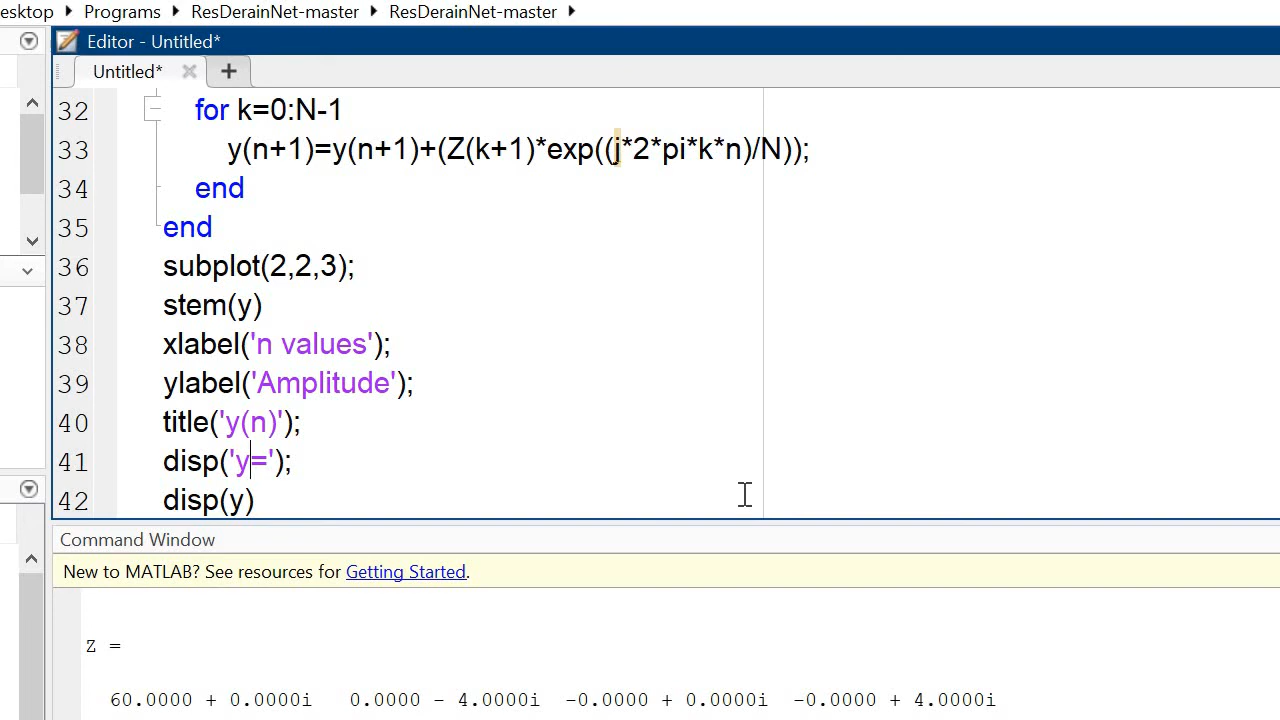 esktop ▸ Programs ▸ ResDerainNet-master ▸ ResDerainNet-master ▸
Editor - Untitled*
Untitled* × +
32 for k=0:N-1
33 y(n+1)=y(n+1)+(Z(k+1)*exp((j*2*pi*k*n)/N));
34 end
35 end
36 subplot(2,2,3);
37 stem(y)
38 xlabel('n values');
39 ylabel('Amplitude');
40 title('y(n)');
41 disp('y=');
42 disp(y)
Command Window
New to MATLAB? See resources for Getting Started.
Z =
60.0000 + 0.0000i 0.0000 - 4.0000i -0.0000 + 0.0000i -0.0000 + 4.0000i